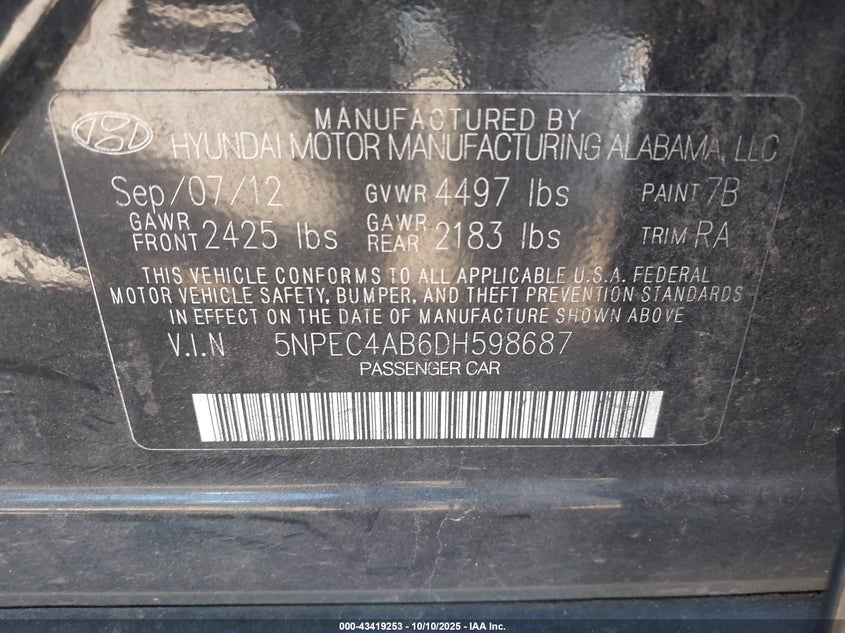 MANUFACTURED BY
HYUNDAI MOTOR MANUFACTURING ALABAMA, LLC
Sep/07/12 GVWR 4497 lbs PAINT 7B
GAWR FRONT 2425 lbs GAWR REAR 2183 lbs TRIM RA
THIS VEHICLE CONFORMS TO ALL APPLICABLE U.S.A. FEDERAL
MOTOR VEHICLE SAFETY, BUMPER, AND THEFT PREVENTION STANDARDS
IN EFFECT ON THE DATE OF MANUFACTURE SHOWN ABOVE
V.I.N 5NPEC4AB6DH598687
PASSENGER CAR
000-43419253 - 10/10/2025 - IAA Inc.